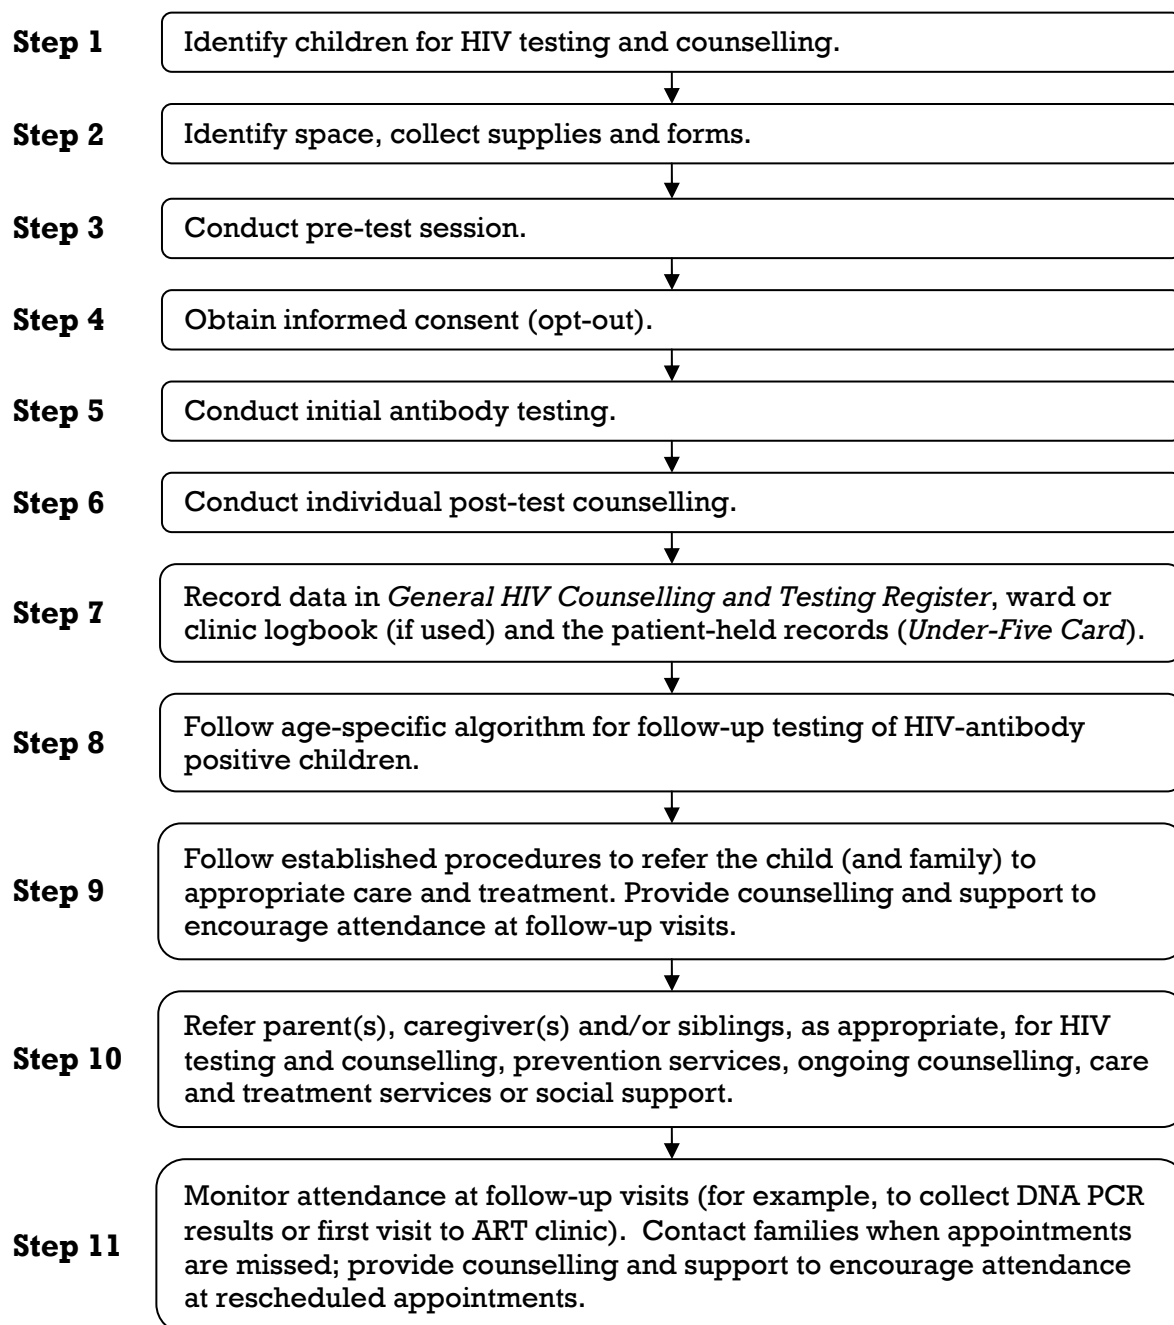 Step 1
Identify children for HIV testing and counselling.
Step 2
Identify space, collect supplies and forms.
Step 3
Conduct pre-test session.
Step 4
Obtain informed consent (opt-out).
Step 5
Conduct initial antibody testing.
Step 6
Conduct individual post-test counselling.
Step 7
Record data in General HIV Counselling and Testing Register, ward or
clinic logbook (if used) and the patient-held records (Under-Five Card).
Step 8
Follow age-specific algorithm for follow-up testing of HIV-antibody
positive children.
Step 9
Follow established procedures to refer the child (and family) to
appropriate care and treatment. Provide counselling and support to
encourage attendance at follow-up visits.
Step 10
Refer parent(s), caregiver(s) and/or siblings, as appropriate, for HIV
testing and counselling, prevention services, ongoing counselling, care
and treatment services or social support.
Step 11
Monitor attendance at follow-up visits (for example, to collect DNA PCR
results or first visit to ART clinic).  Contact families when appointments
are missed; provide counselling and support to encourage attendance
at rescheduled appointments.